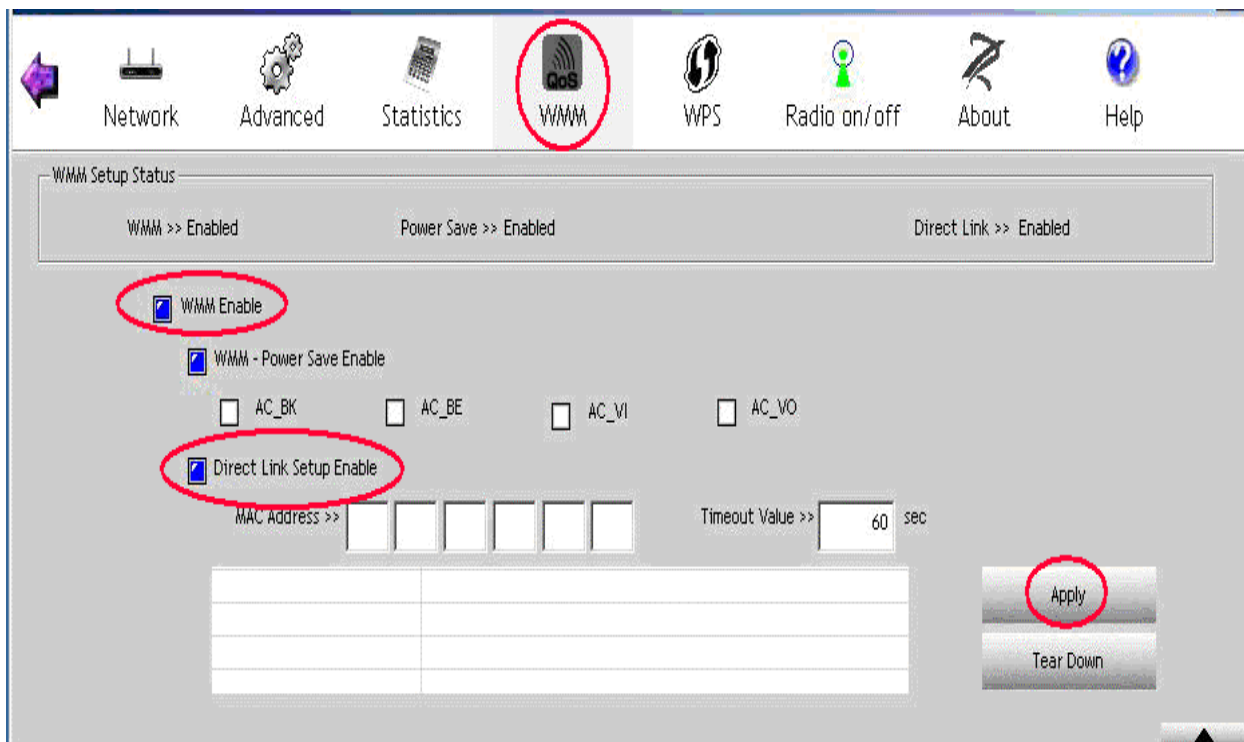 Network Advanced Statistics QoS WMM WPS Radio on/off About Help
WMM Setup Status
WMM >> Enabled Power Save >> Enabled Direct Link >> Enabled
WMM Enable
WMM - Power Save Enable
AC_BK AC_BE AC_VI AC_VO
Direct Link Setup Enable
MAC Address >> Timeout Value >> 60 sec
Apply
Tear Down